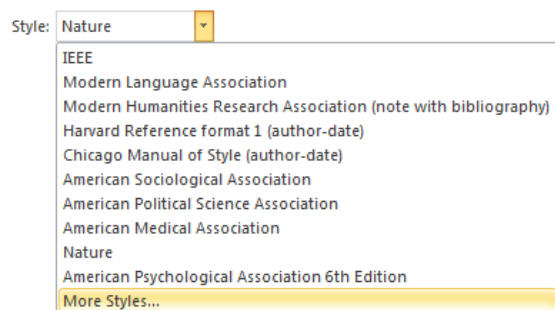 Style: Nature
IEEE
Modern Language Association
Modern Humanities Research Association (note with bibliography)
Harvard Reference format 1 (author-date)
Chicago Manual of Style (author-date)
American Sociological Association
American Political Science Association
American Medical Association
Nature
American Psychological Association 6th Edition
More Styles...